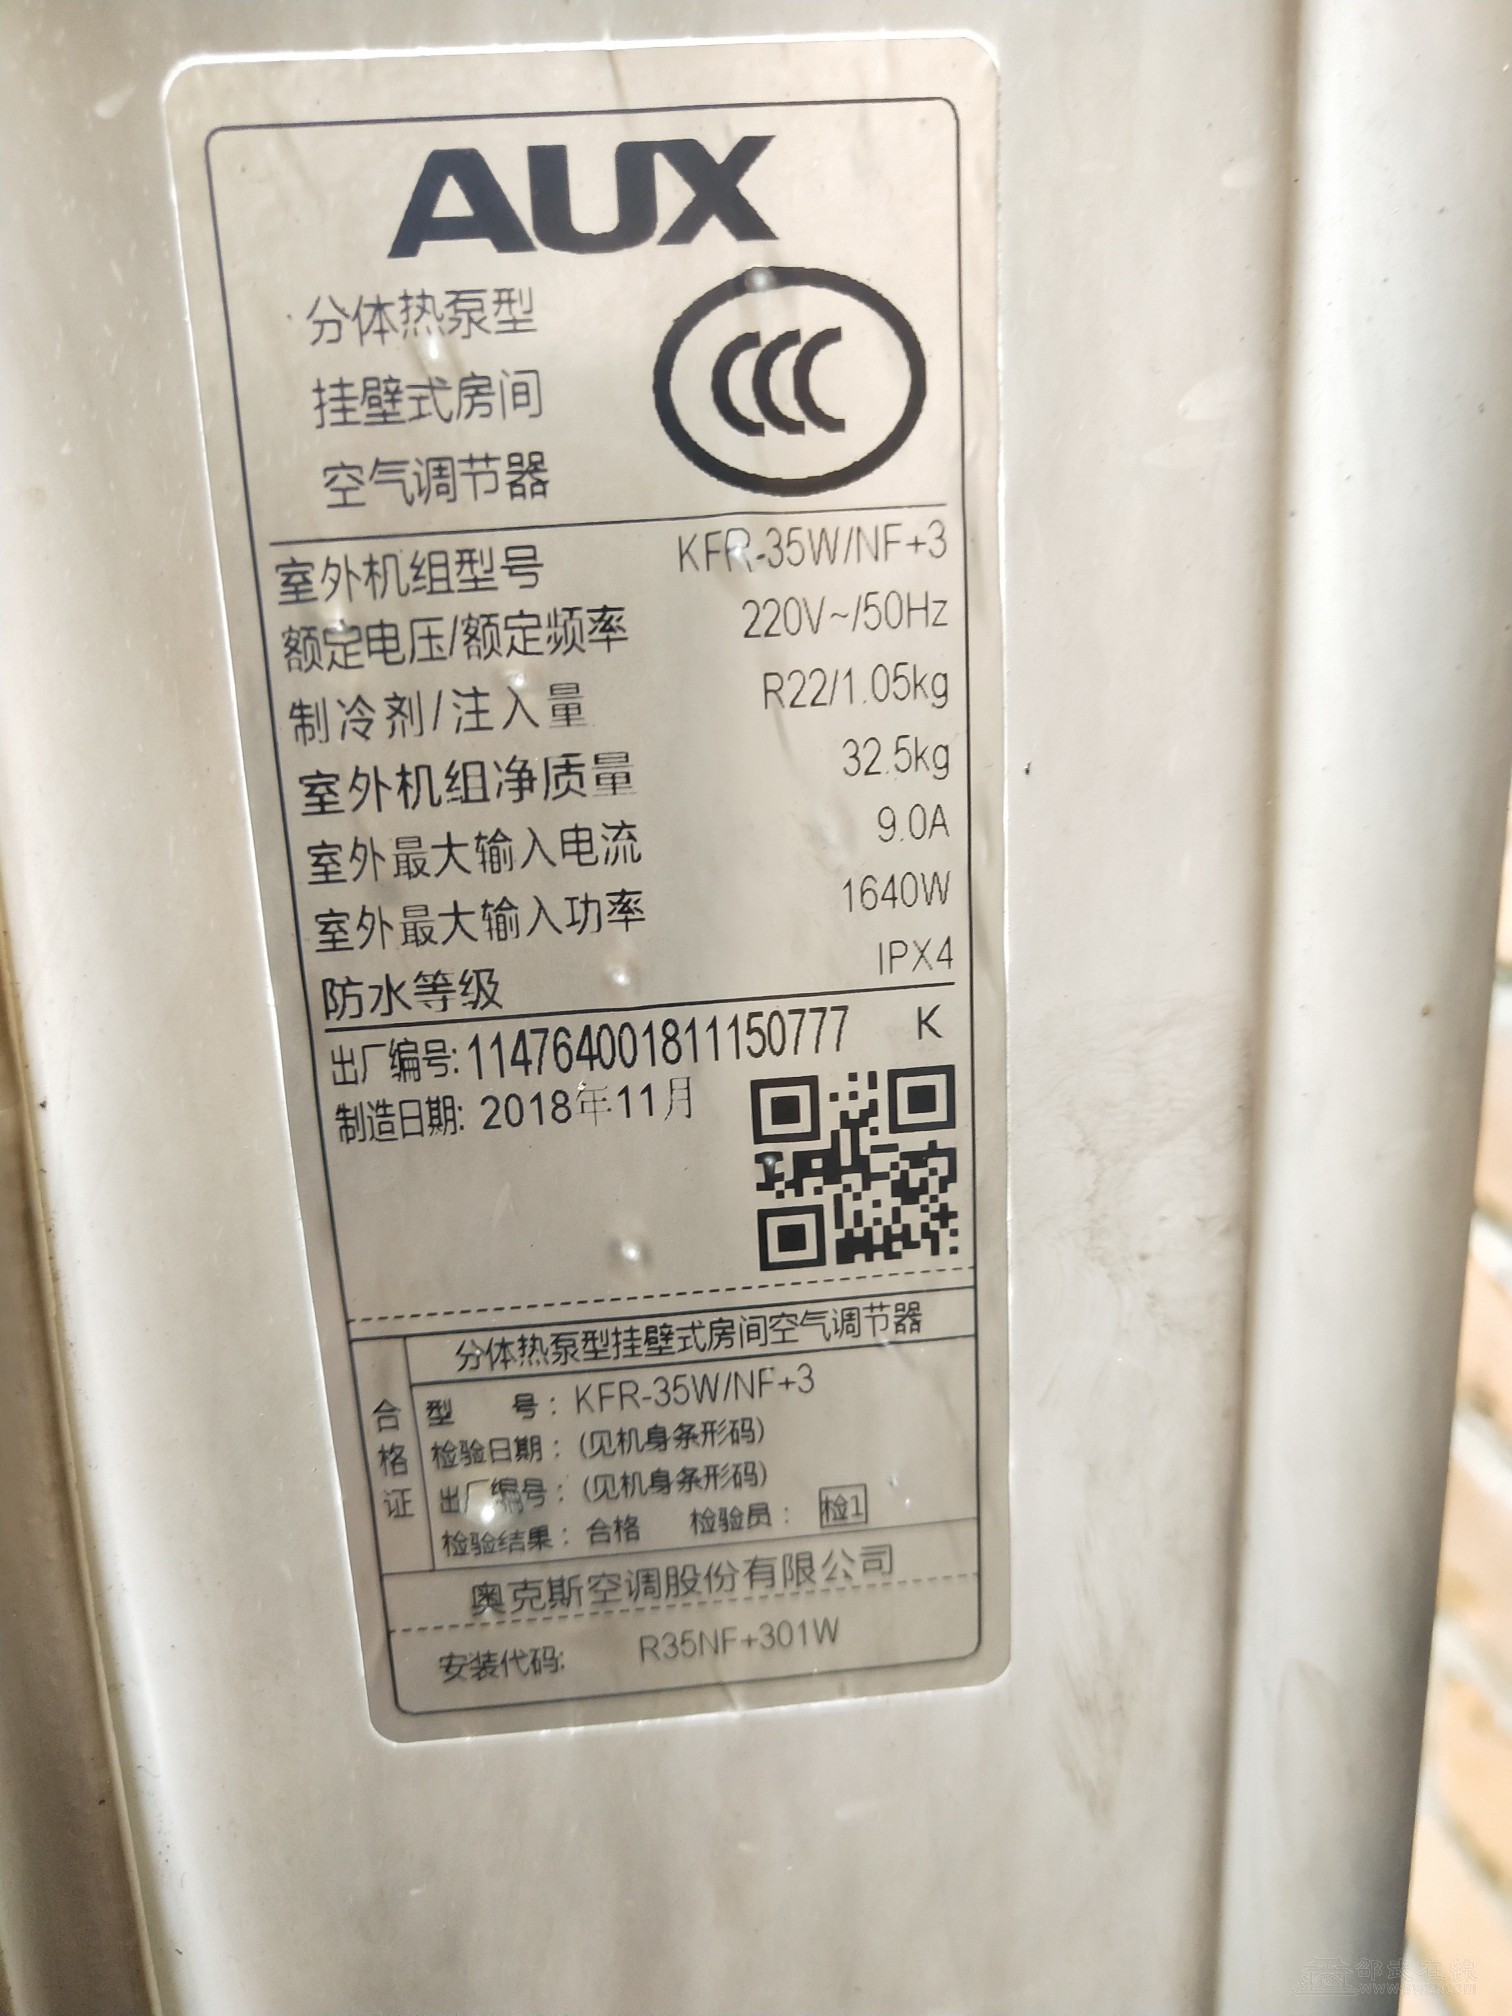 AUX
分体热泵型
挂壁式房间
空气调节器
室外机组型号 KFR-35W/NF+3
额定电压/额定频率 220V~/50Hz
制冷剂/注入量 R22/1.05kg
室外机组净质量 32.5kg
室外最大输入电流 9.0A
室外最大输入功率 1640W
防水等级 IPX4
出厂编号: 114764001811150777 K
制造日期: 2018年11月
分体热泵型挂壁式房间空气调节器
合格证
型 号: KFR-35W/NF+3
检验日期: (见机身条形码)
出厂编号: (见机身条形码)
检验结果: 合格 检验员: 检1
奥克斯空调股份有限公司
安装代码: R35NF+301W
邵武在线